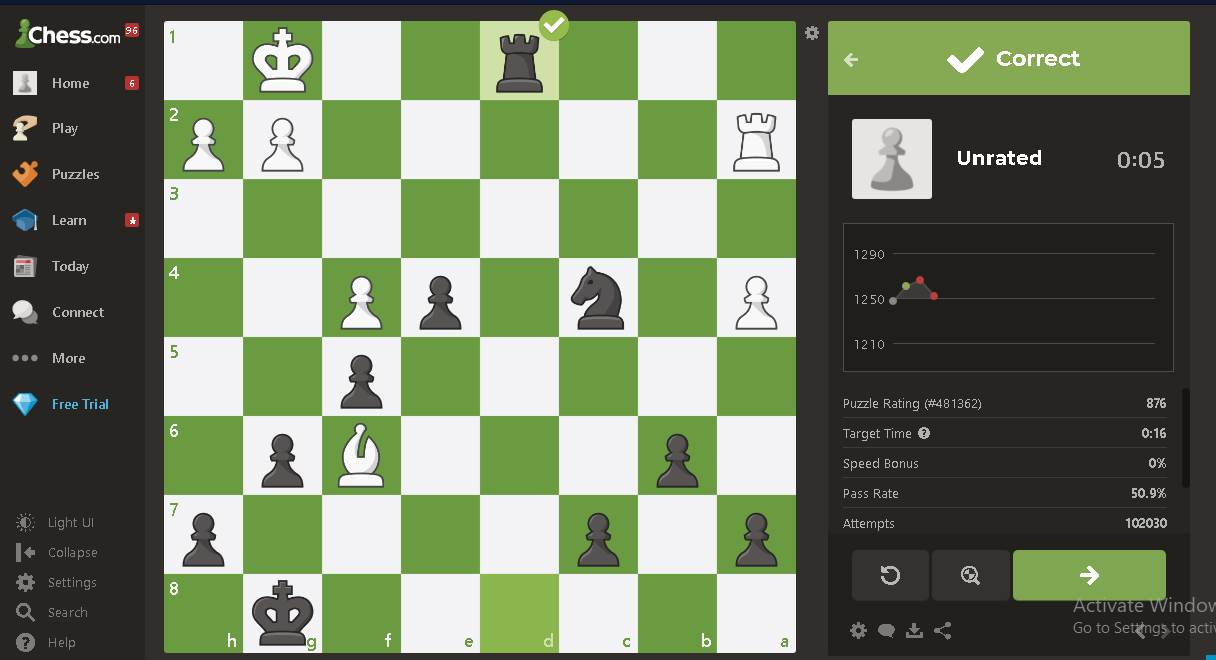 Chess.com 96
Home 6
Play
Puzzles
Learn
Today
Connect
More
Free Trial
Light UI
Collapse
Settings
Search
Help
1
2
3
4
5
6
7
8
h g f e d c b a
Correct
Unrated 0:05
1290
1250
1210
Puzzle Rating (#481362) 876
Target Time ? 0:16
Speed Bonus 0%
Pass Rate 50.9%
Attempts 102030
Activate Window
Go to Settings to activ